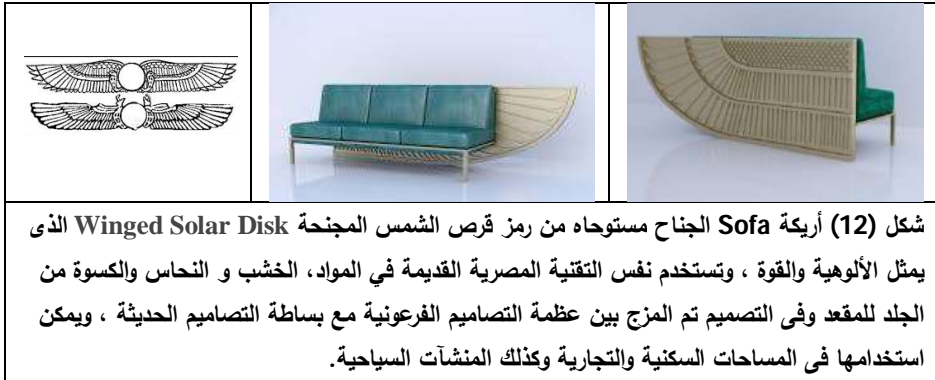 شكل (12) أريكة Sofa الجناح مستوحاه من رمز قرص الشمس المجنحة Winged Solar Disk الذى
يمثل الألوهية والقوة ، وتستخدم نفس التقنية المصرية القديمة في المواد، الخشب و النحاس والكسوة من
الجلد للمقعد وفى التصميم تم المزج بين عظمة التصاميم الفرعونية مع بساطة التصاميم الحديثة ، ويمكن
استخدامها فى المساحات السكنية والتجارية وكذلك المنشآت السياحية.